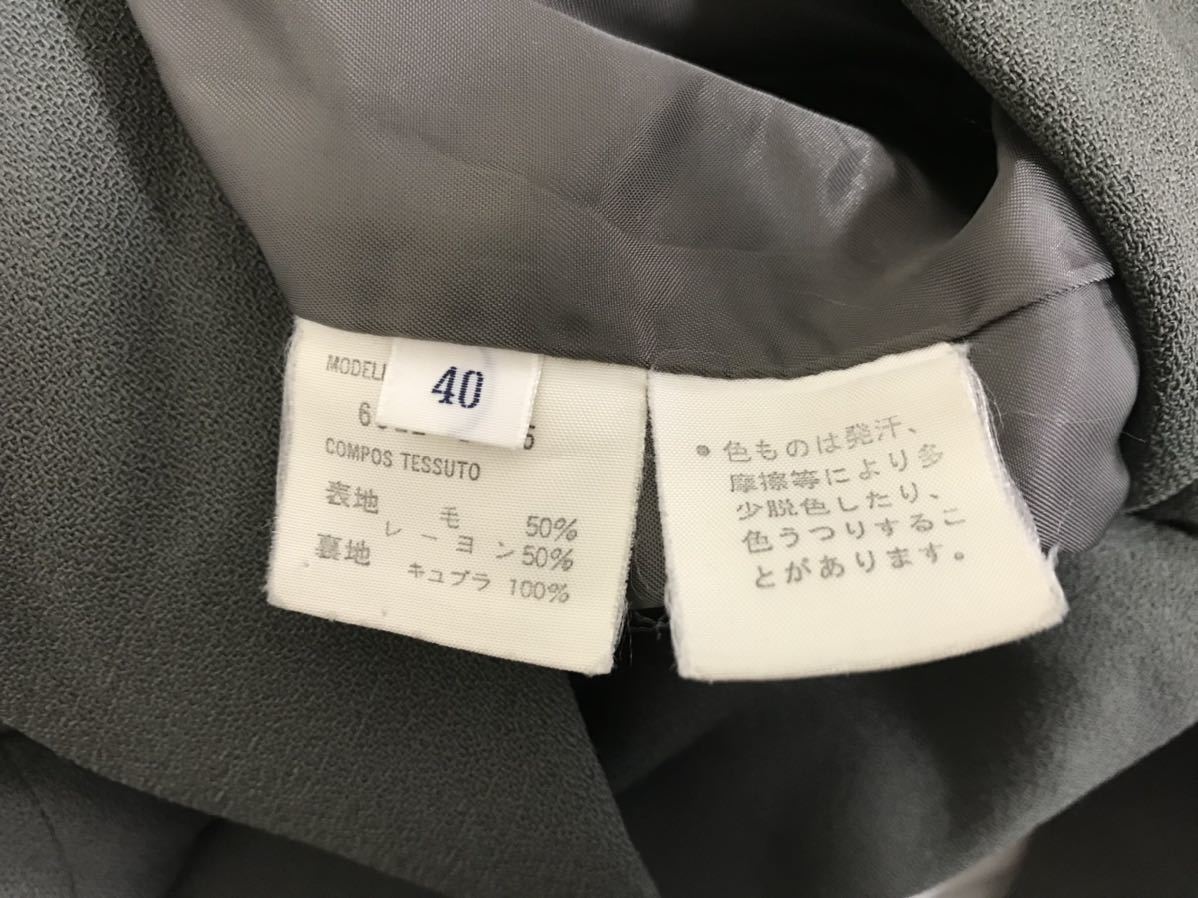 MODELL
40
COMPOS TESSUTO
表地 毛 50%
レーヨン 50%
裏地 キュプラ 100%
●色ものは発汗、
摩擦等により多
少脱色したり、
色うつりするこ
とがあります。